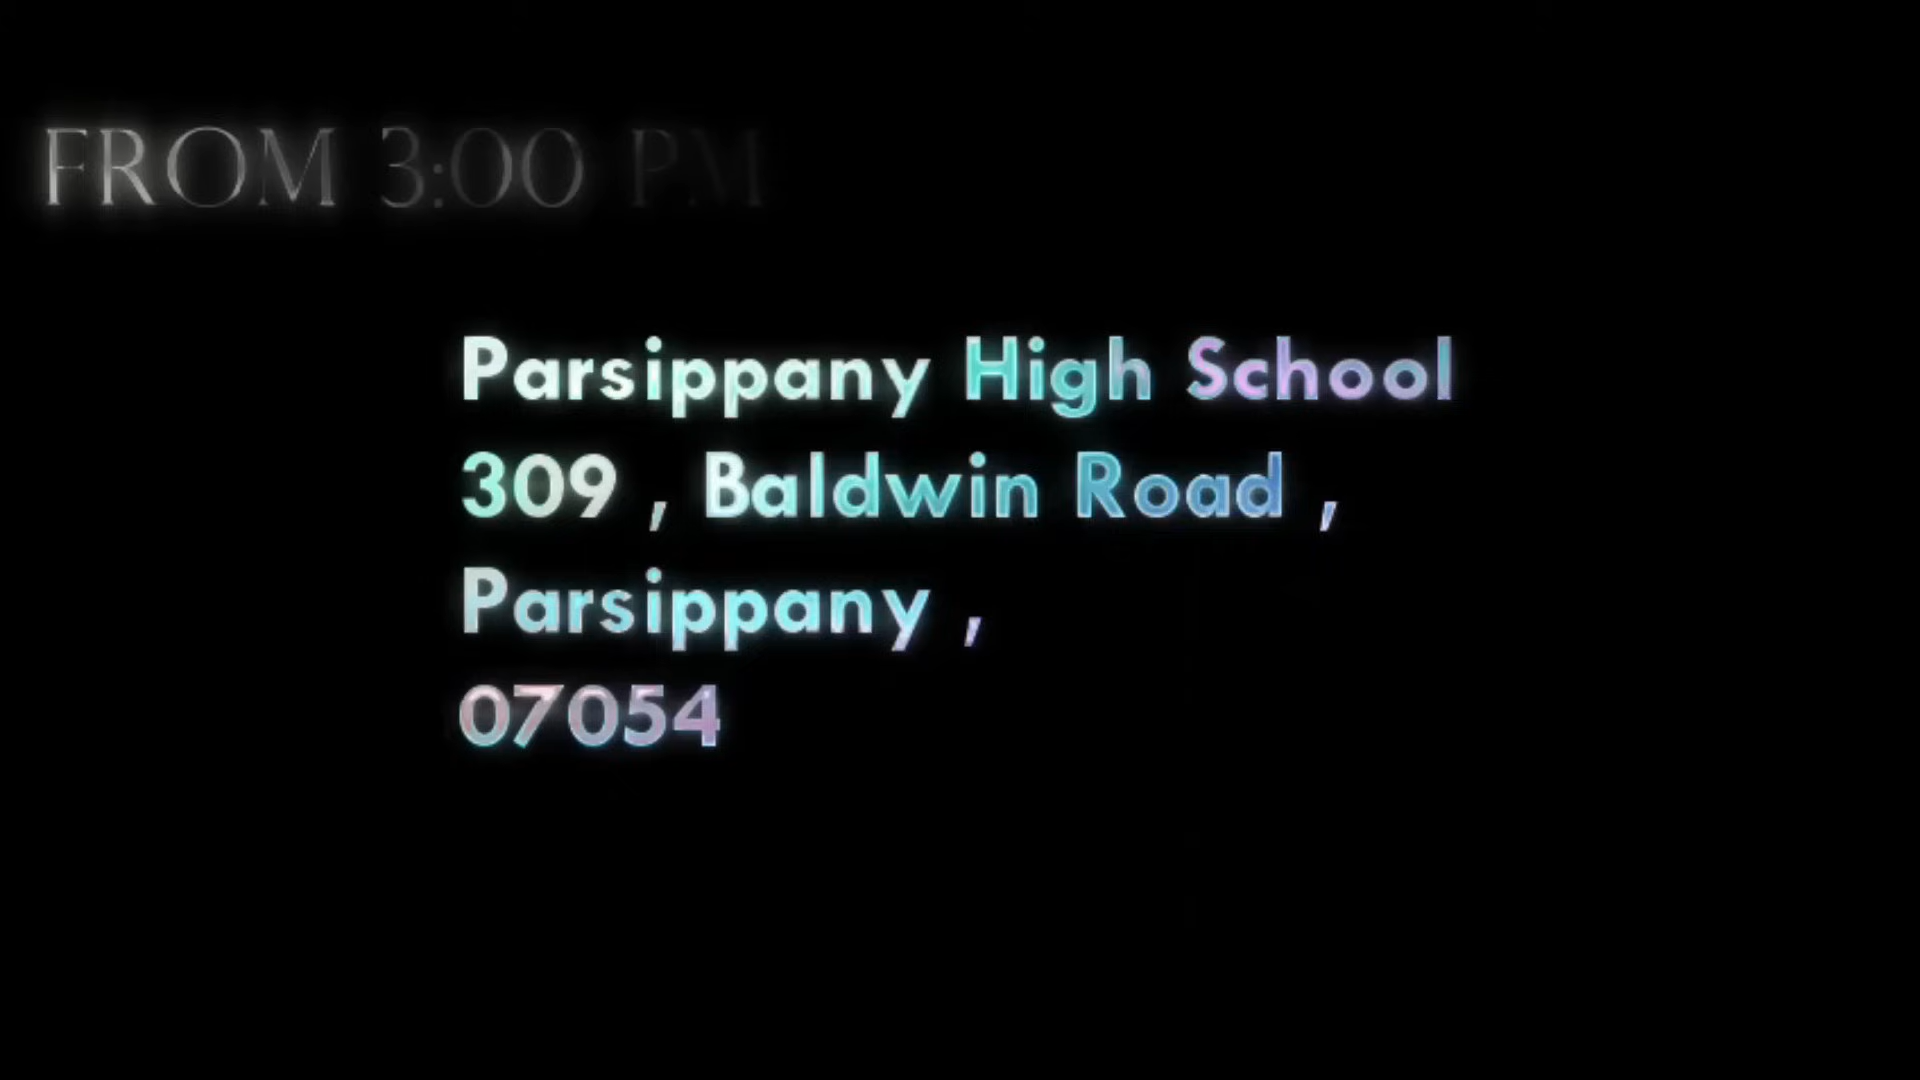 FROM 3:00 PM
Parsippany High School
309 , Baldwin Road ,
Parsippany ,
07054